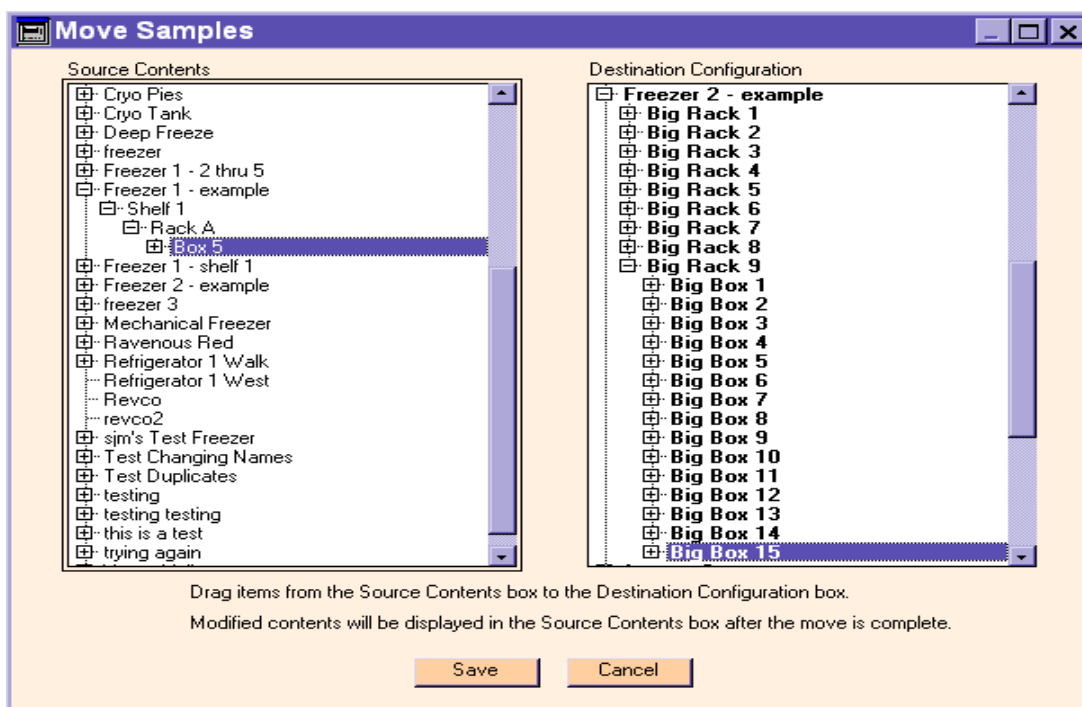 Move Samples
Source Contents
Cryo Pies
Cryo Tank
Deep Freeze
freezer
Freezer 1 - 2 thru 5
Freezer 1 - example
Shelf 1
Rack A
Box 5
Freezer 1 - shelf 1
Freezer 2 - example
freezer 3
Mechanical Freezer
Ravenous Red
Refrigerator 1 Walk
Refrigerator 1 West
Revco
revco2
sjm's Test Freezer
Test Changing Names
Test Duplicates
testing
testing testing
this is a test
trying again
Destination Configuration
Freezer 2 - example
Big Rack 1
Big Rack 2
Big Rack 3
Big Rack 4
Big Rack 5
Big Rack 6
Big Rack 7
Big Rack 8
Big Rack 9
Big Box 1
Big Box 2
Big Box 3
Big Box 4
Big Box 5
Big Box 6
Big Box 7
Big Box 8
Big Box 9
Big Box 10
Big Box 11
Big Box 12
Big Box 13
Big Box 14
Big Box 15
Drag items from the Source Contents box to the Destination Configuration box.
Modified contents will be displayed in the Source Contents box after the move is complete.
Save
Cancel